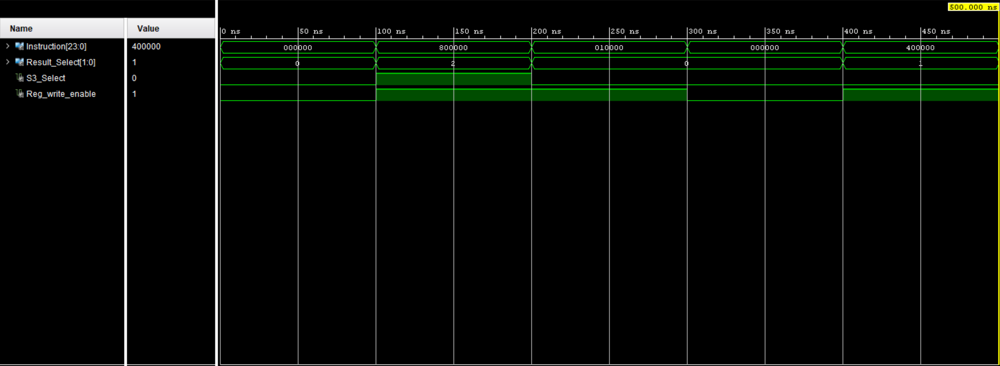 500.000 ns
Name Value
0 ns 50 ns 100 ns 150 ns 200 ns 250 ns 300 ns 350 ns 400 ns 450 ns
Instruction[23:0] 400000 000000 800000 010000 000000 400000
Result_Select[1:0] 1 0 2 0 1
S3_Select 0
Reg_write_enable 1